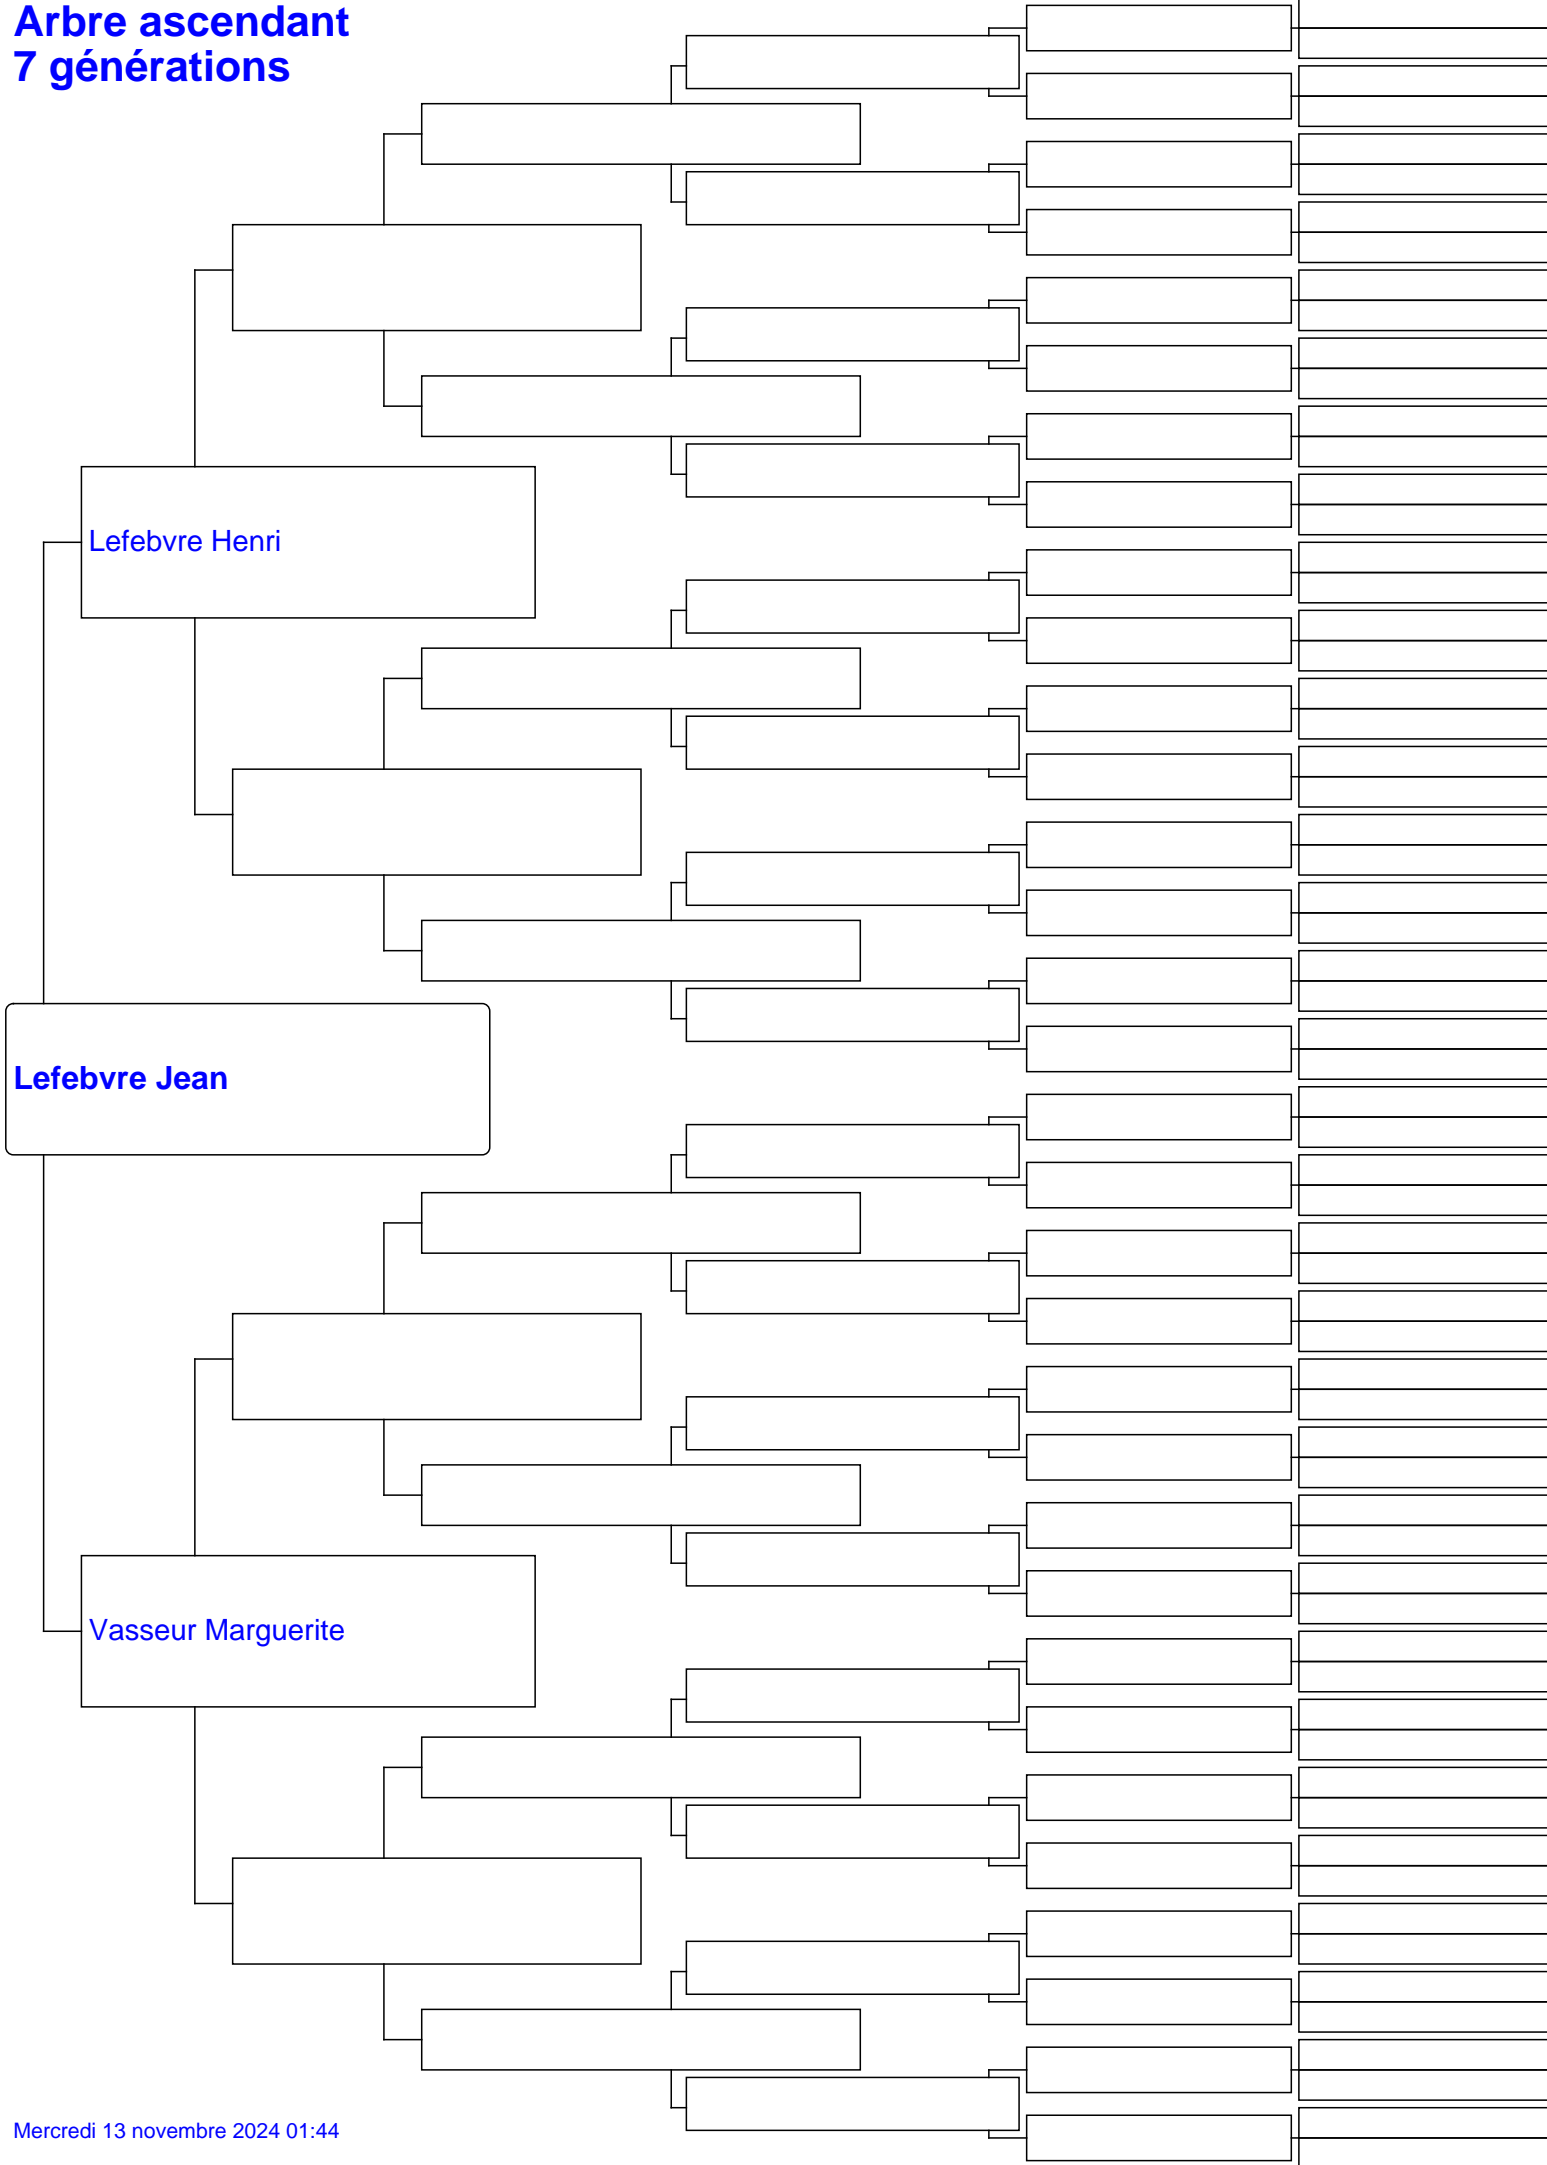 Arbre ascendant
7 générations
Lefebvre Henri
Lefebvre Jean
Vasseur Marguerite
Mercredi 13 novembre 2024 01:44